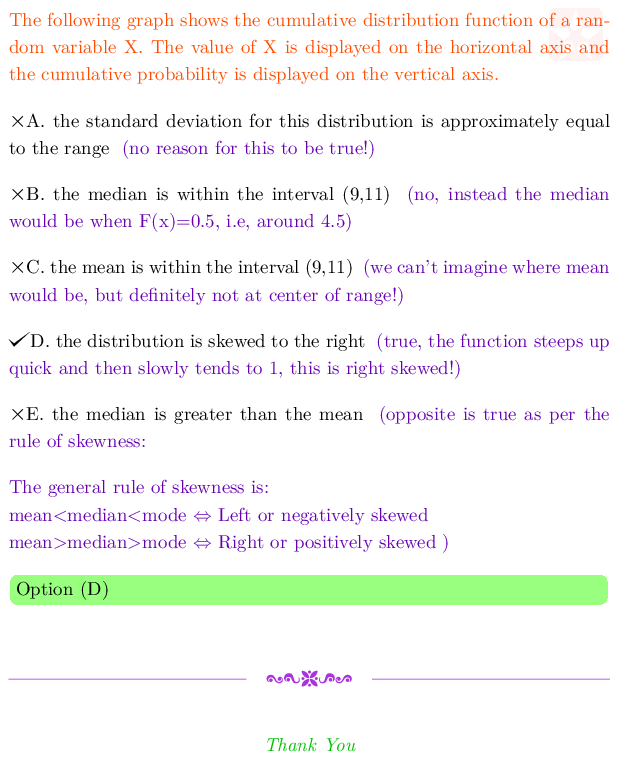 The following graph shows the cumulative distribution function of a ran-
dom variable X. The value of X is displayed on the horizontal axis and
the cumulative probability is displayed on the vertical axis.
×A. the standard deviation for this distribution is approximately equal
to the range (no reason for this to be true!)
×B. the median is within the interval (9,11) (no, instead the median
would be when F(x)=0.5, i.e, around 4.5)
×C. the mean is within the interval (9,11) (we can't imagine where mean
would be, but definitely not at center of range!)
✓D. the distribution is skewed to the right (true, the function steeps up
quick and then slowly tends to 1, this is right skewed!)
×E. the median is greater than the mean (opposite is true as per the
rule of skewness:
The general rule of skewness is:
mean<median<mode ⇔ Left or negatively skewed
mean>median>mode ⇔ Right or positively skewed )
Option (D)
Thank You